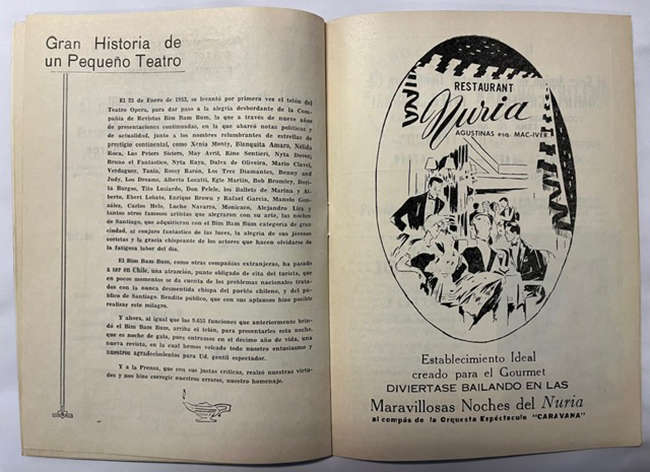 Gran Historia de
un Pequeño Teatro
El 23 de Enero de 1953, se levantó por primera vez el telón del
Teatro Opera, para dar paso a la alegría desbordante de la Com-
pañía de Revistas Bim Bam Bum, la que a través de nueve años
de presentaciones continuadas, en la que abarcó notas políticas y
de actualidad, junto a los nombres relumbrantes de estrellas de
prestigio continental, como Xenia Monty, Blanquita Amaro, Nélida
Roca, Las Peters Sisters, May Avril, Rino Sentieri, Nyta Dover,
Bruno el Fantástico, Nyta Raya, Dalva de Oliveira, Mario Clavel,
Verdaguer, Tania, Rossy Rarón, Los Tres Diamantes, Benny and
Jody, Los Dreams, Alberto Locatti, Egle Martin, Bob Bromley, Dori-
ta Burgos, Tito Lusiardo, Don Pelele, los Ballets de Marina y Al-
berto, Ebert Lobato, Enrique Brown y Rafael García, Manolo Gon-
zález, Carlos Helo, Lucho Navarro, Monicaco, Alejandro Lira y
tantos otros famosos artistas que alegraron con su arte, las noches
de Santiago, que adquirieron con el Bim Bam Bum categoría de gran
ciudad, al conjuro fantástico de las luces, la alegría de sus jóvenes
coristas y la gracia chispeante de los actores que hacen olvidarse de
la fatigosa labor del día.
El Bim Bam Bum, como otras compañías extranjeras, ha pasado
a ser en Chile, una atracción, punto obligado de cita del turista, que
en pocos momentos se da cuenta de los problemas nacionales trata-
dos con la nunca desmentida chispa del pueblo chileno, y del pú-
blico de Santiago. Bendito público, que con sus aplausos hizo posible
realizar este milagro.
Y ahora, al igual que las 9.655 funciones que anteriormente brin-
dó el Bim Bam Bum, arriba el telón, para presentarles esta noche,
que es noche de gala, pues entramos en el décimo año de vida, una
nueva revista, en la cual hemos volcado todo nuestro entusiasmo y
nuestros agradecimientos para Ud. gentil espectador.
Y a la Prensa, que con sus justas críticas, realzó nuestras virtu-
des y nos hizo corregir nuestros errores, nuestro homenaje.
RESTAURANT
Nuria
AGUSTINAS esq. MAC-IVER
Establecimiento Ideal
creado para el Gourmet
DIVIERTASE BAILANDO EN LAS
Maravillosas Noches del Nuria
al compás de la Orquesta Espectáculo "CARAVANA"